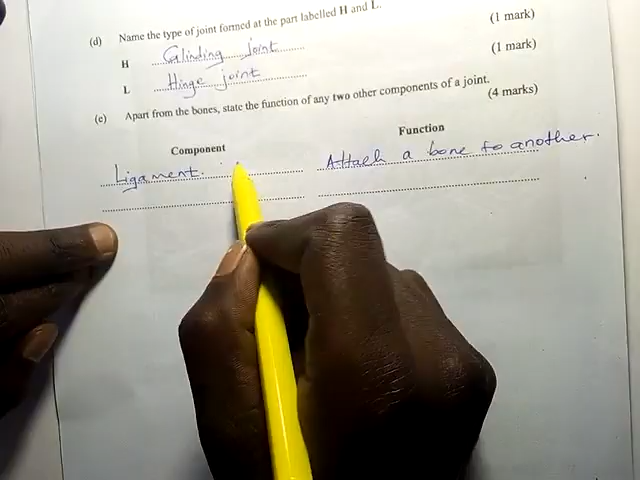 (d) Name the type of joint formed at the part labelled H and L.
H Glinding joint (1 mark)
L Hinge joint (1 mark)
(e) Apart from the bones, state the function of any two other components of a joint.
(4 marks)
Component Function
Ligament. Attach a bone to another.